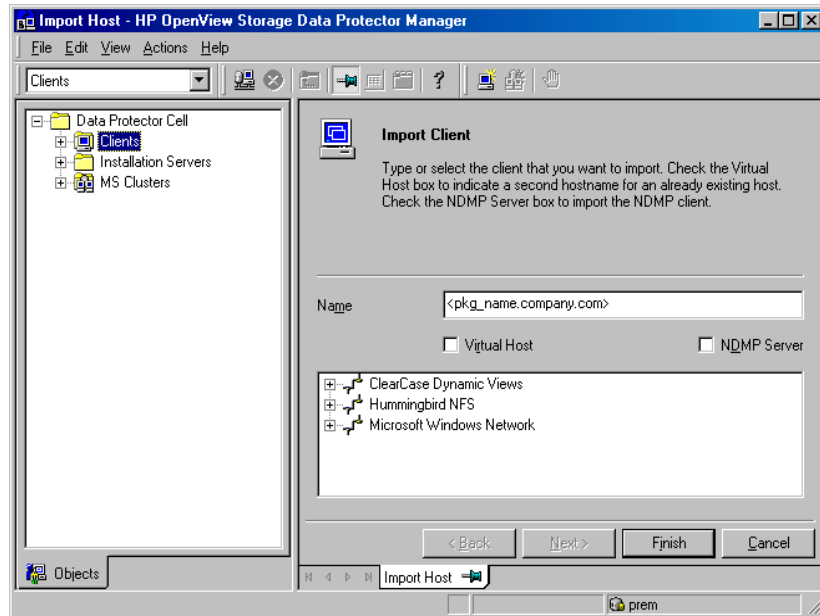 Import Host - HP OpenView Storage Data Protector Manager
File Edit View Actions Help
Clients
Data Protector Cell
Clients
Installation Servers
MS Clusters
Objects
Import Client
Type or select the client that you want to import. Check the Virtual
Host box to indicate a second hostname for an already existing host.
Check the NDMP Server box to import the NDMP client.
Name <pkg_name.company.com>
Virtual Host NDMP Server
ClearCase Dynamic Views
Hummingbird NFS
Microsoft Windows Network
< Back Next > Finish Cancel
Import Host
prem